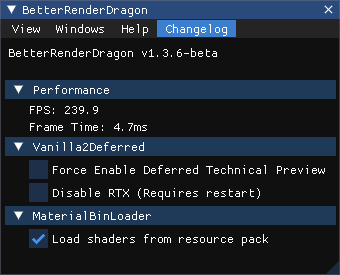 BetterRenderDragon
View Windows Help Changelog
BetterRenderDragon v1.3.6-beta
Performance
FPS: 239.9
Frame Time: 4.7ms
Vanilla2Deferred
Force Enable Deferred Technical Preview
Disable RTX (Requires restart)
MaterialBinLoader
Load shaders from resource pack